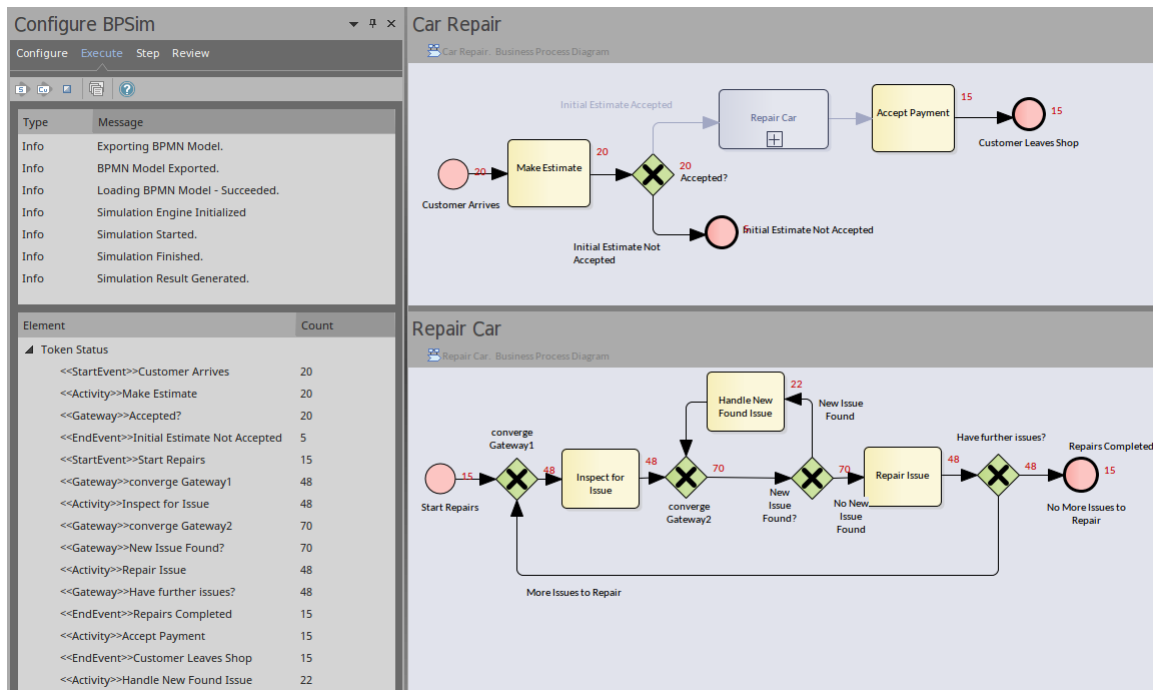 Configure BPSim
Configure Execute Step Review
Type Message
Info Exporting BPMN Model.
Info BPMN Model Exported.
Info Loading BPMN Model - Succeeded.
Info Simulation Engine Initialized
Info Simulation Started.
Info Simulation Finished.
Info Simulation Result Generated.
Element Count
Token Status
<<StartEvent>>Customer Arrives 20
<<Activity>>Make Estimate 20
<<Gateway>>Accepted? 20
<<EndEvent>>Initial Estimate Not Accepted 5
<<StartEvent>>Start Repairs 15
<<Gateway>>converge Gateway1 48
<<Activity>>Inspect for Issue 48
<<Gateway>>converge Gateway2 70
<<Gateway>>New Issue Found? 70
<<Activity>>Repair Issue 48
<<Gateway>>Have further issues? 48
<<EndEvent>>Repairs Completed 15
<<Activity>>Accept Payment 15
<<EndEvent>>Customer Leaves Shop 15
<<Activity>>Handle New Found Issue 22
Car Repair
Car Repair. Business Process Diagram
Initial Estimate Accepted
Repair Car
Accept Payment
15
15
Customer Leaves Shop
20
Customer Arrives
Make Estimate
20
20
Accepted?
Initial Estimate Not Accepted
Initial Estimate Not
Accepted
Repair Car
Repair Car. Business Process Diagram
Handle New
Found Issue
22
New Issue
Found
converge
Gateway1
Have further issues?
Repairs Completed
15
Start Repairs
48
Inspect for
Issue
48
converge
Gateway2
70
New
Issue
Found?
70
No New
Issue
Found
Repair Issue
48
48
15
No More Issues to
Repair
More Issues to Repair